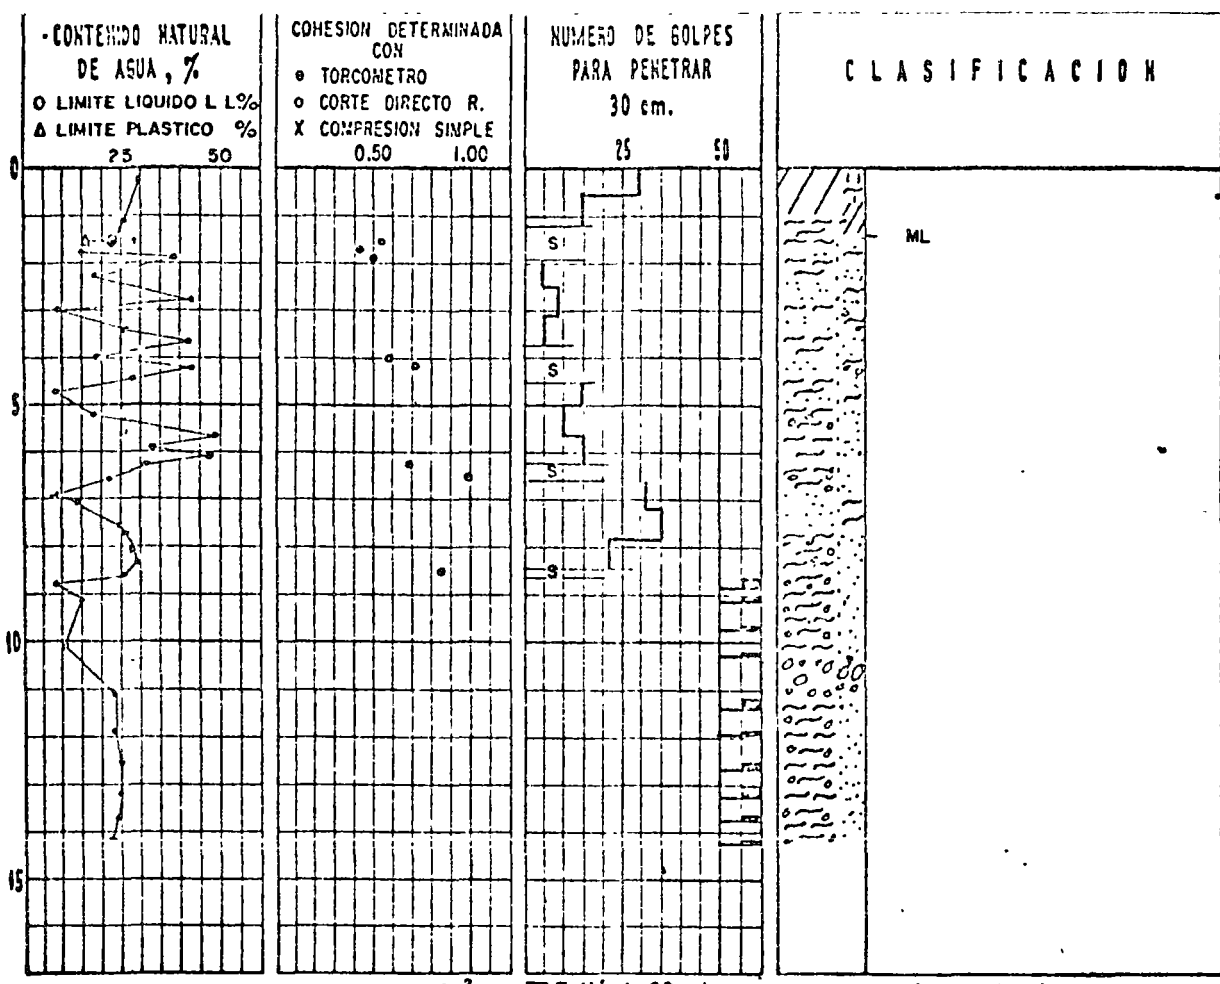 CONTENIDO NATURAL
DE AGUA, %
O LIMITE LIQUIDO L L%
Δ LIMITE PLASTICO %
25 50
COHESION DETERMINADA
CON
TORCOMETRO
O CORTE DIRECTO R.
X COMPRESION SIMPLE
0.50 1.00
NUMERO DE GOLPES
PARA PENETRAR
30 cm.
25 50
CLASIFICACION
0
5
10
15
S
S
S
S
ML